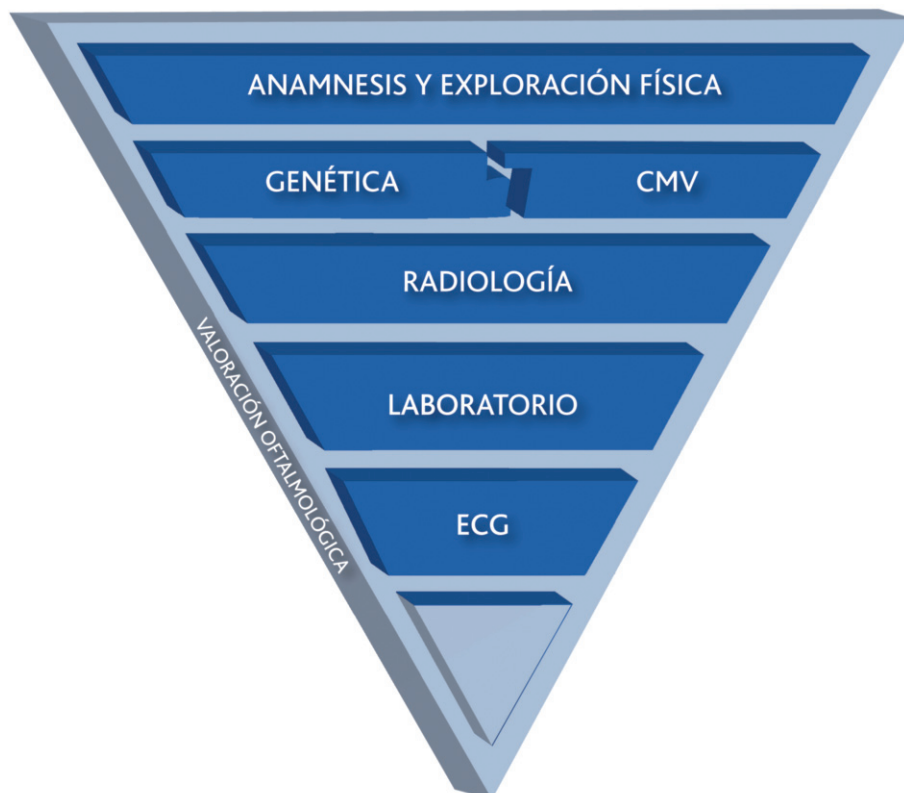 ANAMNESIS Y EXPLORACIÓN FÍSICA
GENÉTICA
CMV
RADIOLOGÍA
LABORATORIO
ECG
VALORACIÓN OFTALMOLÓGICA